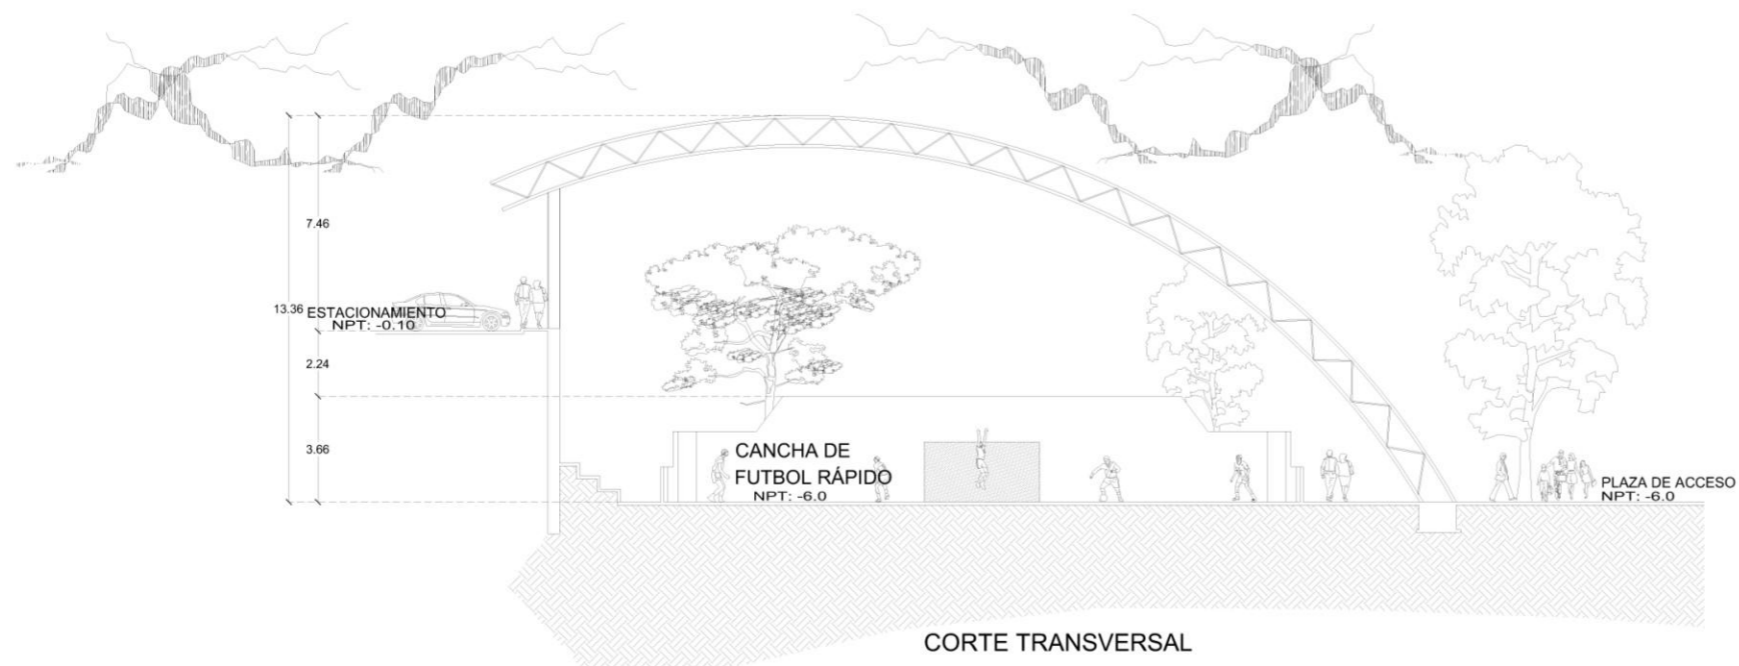 7.46
13.36
ESTACIONAMIENTO
NPT: -0.10
2.24
3.66
CANCHA DE
FUTBOL RÁPIDO
NPT: -6.0
PLAZA DE ACCESO
NPT: -6.0
CORTE TRANSVERSAL